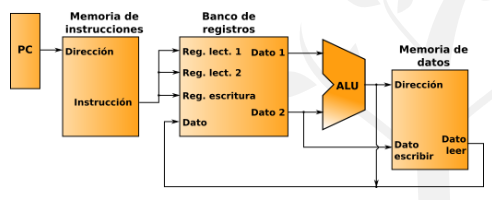 Memoria de
instrucciones
Banco de
registros
PC
Dirección
Instrucción
Reg. lect. 1
Dato 1
Reg. lect. 2
Reg. escritura
Dato 2
Dato
ALU
Memoria de
datos
Dirección
Dato
escribir
Dato
leer